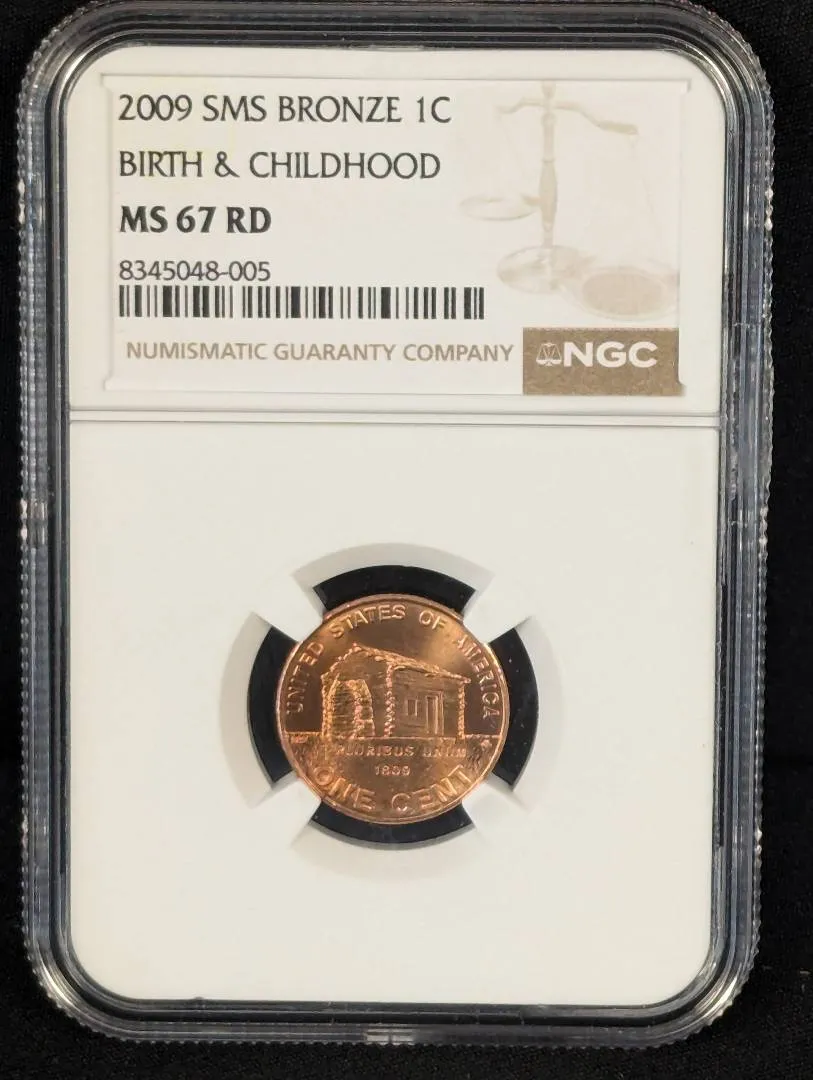 2009 SMS BRONZE 1C
BIRTH & CHILDHOOD
MS 67 RD
8345048-005
NUMISMATIC GUARANTY COMPANY
NGC
UNITED STATES OF AMERICA
E PLURIBUS UNUM
1809
ONE CENT